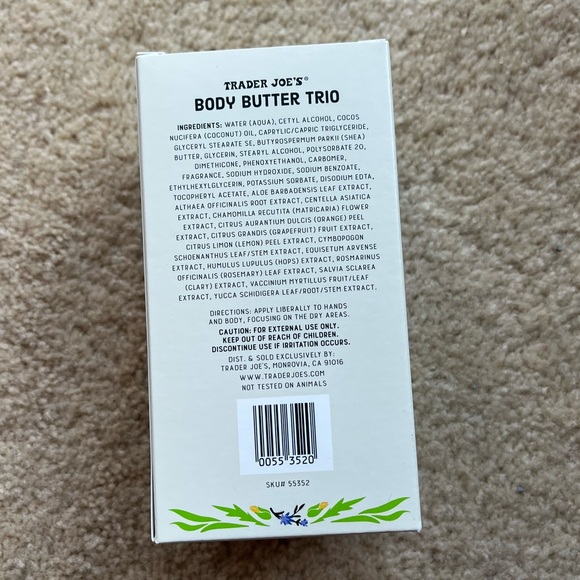 TRADER JOE'S®
BODY BUTTER TRIO
INGREDIENTS: WATER (AQUA), CETYL ALCOHOL, COCOS
NUCIFERA (COCONUT) OIL, CAPRYLIC/CAPRIC TRIGLYCERIDE,
GLYCERYL STEARATE SE, BUTYROSPERMUM PARKII (SHEA)
BUTTER, GLYCERIN, STEARYL ALCOHOL, POLYSORBATE 20,
DIMETHICONE, PHENOXYETHANOL, CARBOMER,
FRAGRANCE, SODIUM HYDROXIDE, SODIUM BENZOATE,
ETHYLHEXYLGLYCERIN, POTASSIUM SORBATE, DISODIUM EDTA,
TOCOPHERYL ACETATE, ALOE BARBADENSIS LEAF EXTRACT,
ALTHAEA OFFICINALIS ROOT EXTRACT, CENTELLA ASIATICA
EXTRACT, CHAMOMILLA RECUTITA (MATRICARIA) FLOWER
EXTRACT, CITRUS AURANTIUM DULCIS (ORANGE) PEEL
EXTRACT, CITRUS GRANDIS (GRAPEFRUIT) FRUIT EXTRACT,
CITRUS LIMON (LEMON) PEEL EXTRACT, CYMBOPOGON
SCHOENANTHUS LEAF/STEM EXTRACT, EQUISETUM ARVENSE
EXTRACT, HUMULUS LUPULUS (HOPS) EXTRACT, ROSMARINUS
OFFICINALIS (ROSEMARY) LEAF EXTRACT, SALVIA SCLAREA
(CLARY) EXTRACT, VACCINIUM MYRTILLUS FRUIT/LEAF
EXTRACT, YUCCA SCHIDIGERA LEAF/ROOT/STEM EXTRACT.
DIRECTIONS: APPLY LIBERALLY TO HANDS
AND BODY, FOCUSING ON THE DRY AREAS.
CAUTION: FOR EXTERNAL USE ONLY.
KEEP OUT OF REACH OF CHILDREN.
DISCONTINUE USE IF IRRITATION OCCURS.
DIST. & SOLD EXCLUSIVELY BY:
TRADER JOE'S, MONROVIA, CA 91016
WWW.TRADERJOES.COM
NOT TESTED ON ANIMALS
0055 3520
SKU# 55352